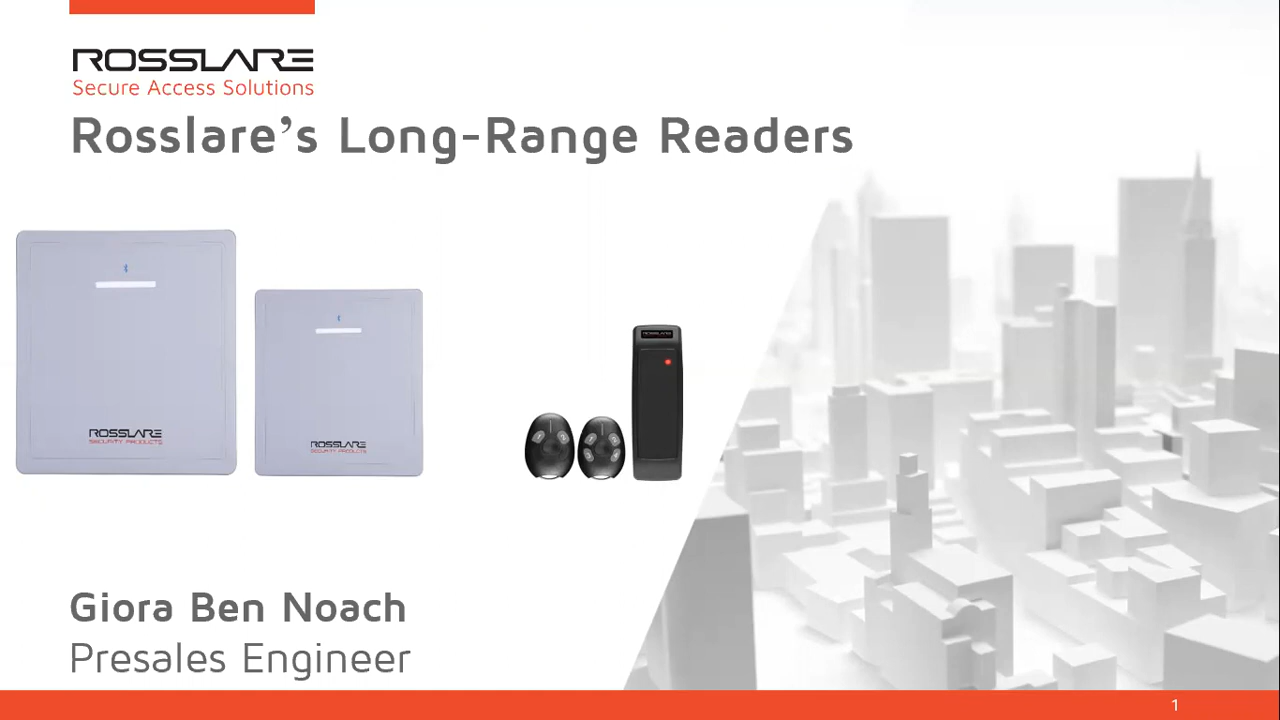 ROSSLARE
Secure Access Solutions
Rosslare’s Long-Range Readers
ROSSLARE
SECURITY PRODUCTS
ROSSLARE
SECURITY PRODUCTS
ROSSLARE
Giora Ben Noach
Presales Engineer
1